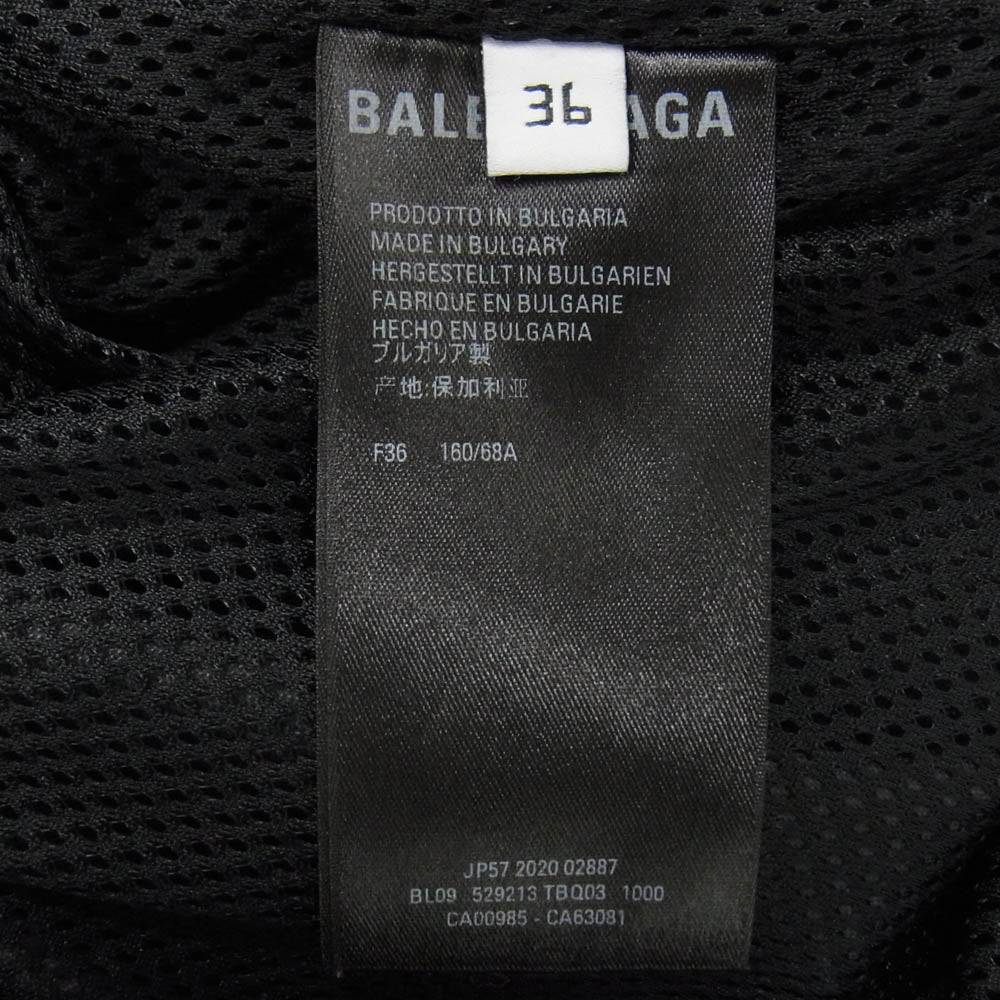 36
BALE AGA
PRODOTTO IN BULGARIA
MADE IN BULGARY
HERGESTELLT IN BULGARIEN
FABRIQUE EN BULGARIE
HECHO EN BULGARIA
ブルガリア製
产地:保加利亚
F36 160/68A
JP57 2020 02887
BL09 529213 TBQ03 1000
CA00985 - CA63081